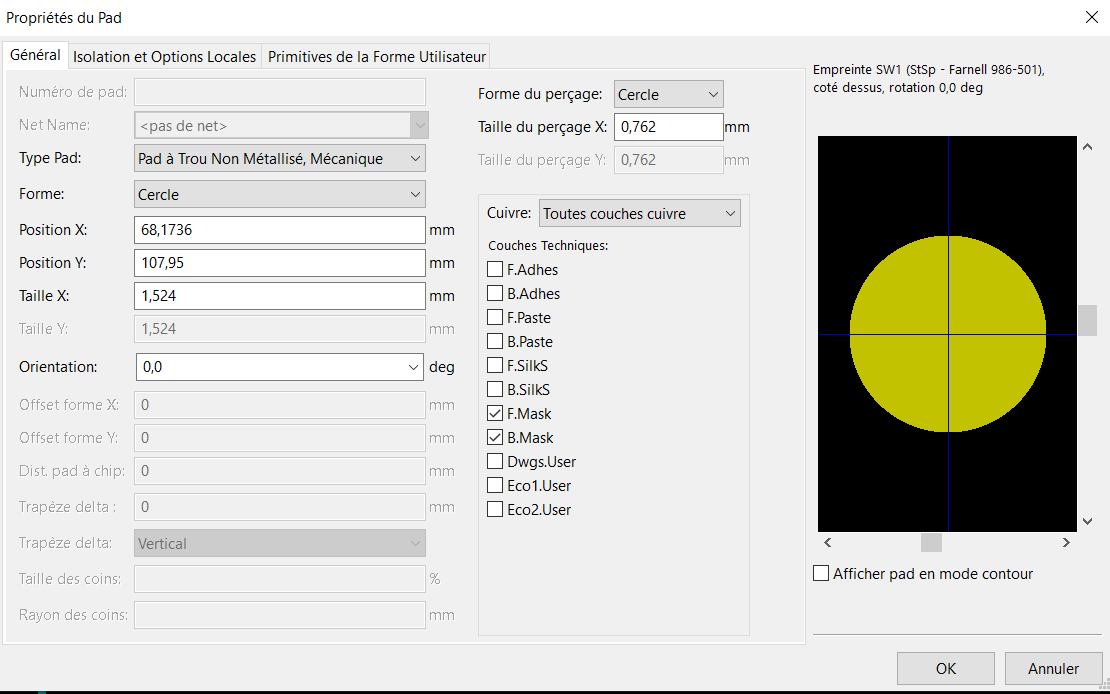 Propriétés du Pad
Général
Isolation et Options Locales
Primitives de la Forme Utilisateur
Numéro de pad:
Net Name:
<pas de net>
Type Pad:
Pad à Trou Non Métallisé, Mécanique
Forme:
Cercle
Position X:
68,1736
mm
Position Y:
107,95
mm
Taille X:
1,524
mm
Taille Y:
1,524
mm
Orientation:
0,0
deg
Offset forme X:
0
mm
Offset forme Y:
0
mm
Dist. pad à chip:
0
mm
Trapèze delta :
0
mm
Trapèze delta:
Vertical
Taille des coins:
%
Rayon des coins:
mm
Forme du perçage:
Cercle
Taille du perçage X:
0,762
mm
Taille du perçage Y:
0,762
mm
Cuivre:
Toutes couches cuivre
Couches Techniques:
F.Adhes
B.Adhes
F.Paste
B.Paste
F.SilkS
B.SilkS
F.Mask
B.Mask
Dwgs.User
Eco1.User
Eco2.User
Empreinte SW1 (StSp - Farnell 986-501),
coté dessus, rotation 0,0 deg
Afficher pad en mode contour
OK
Annuler